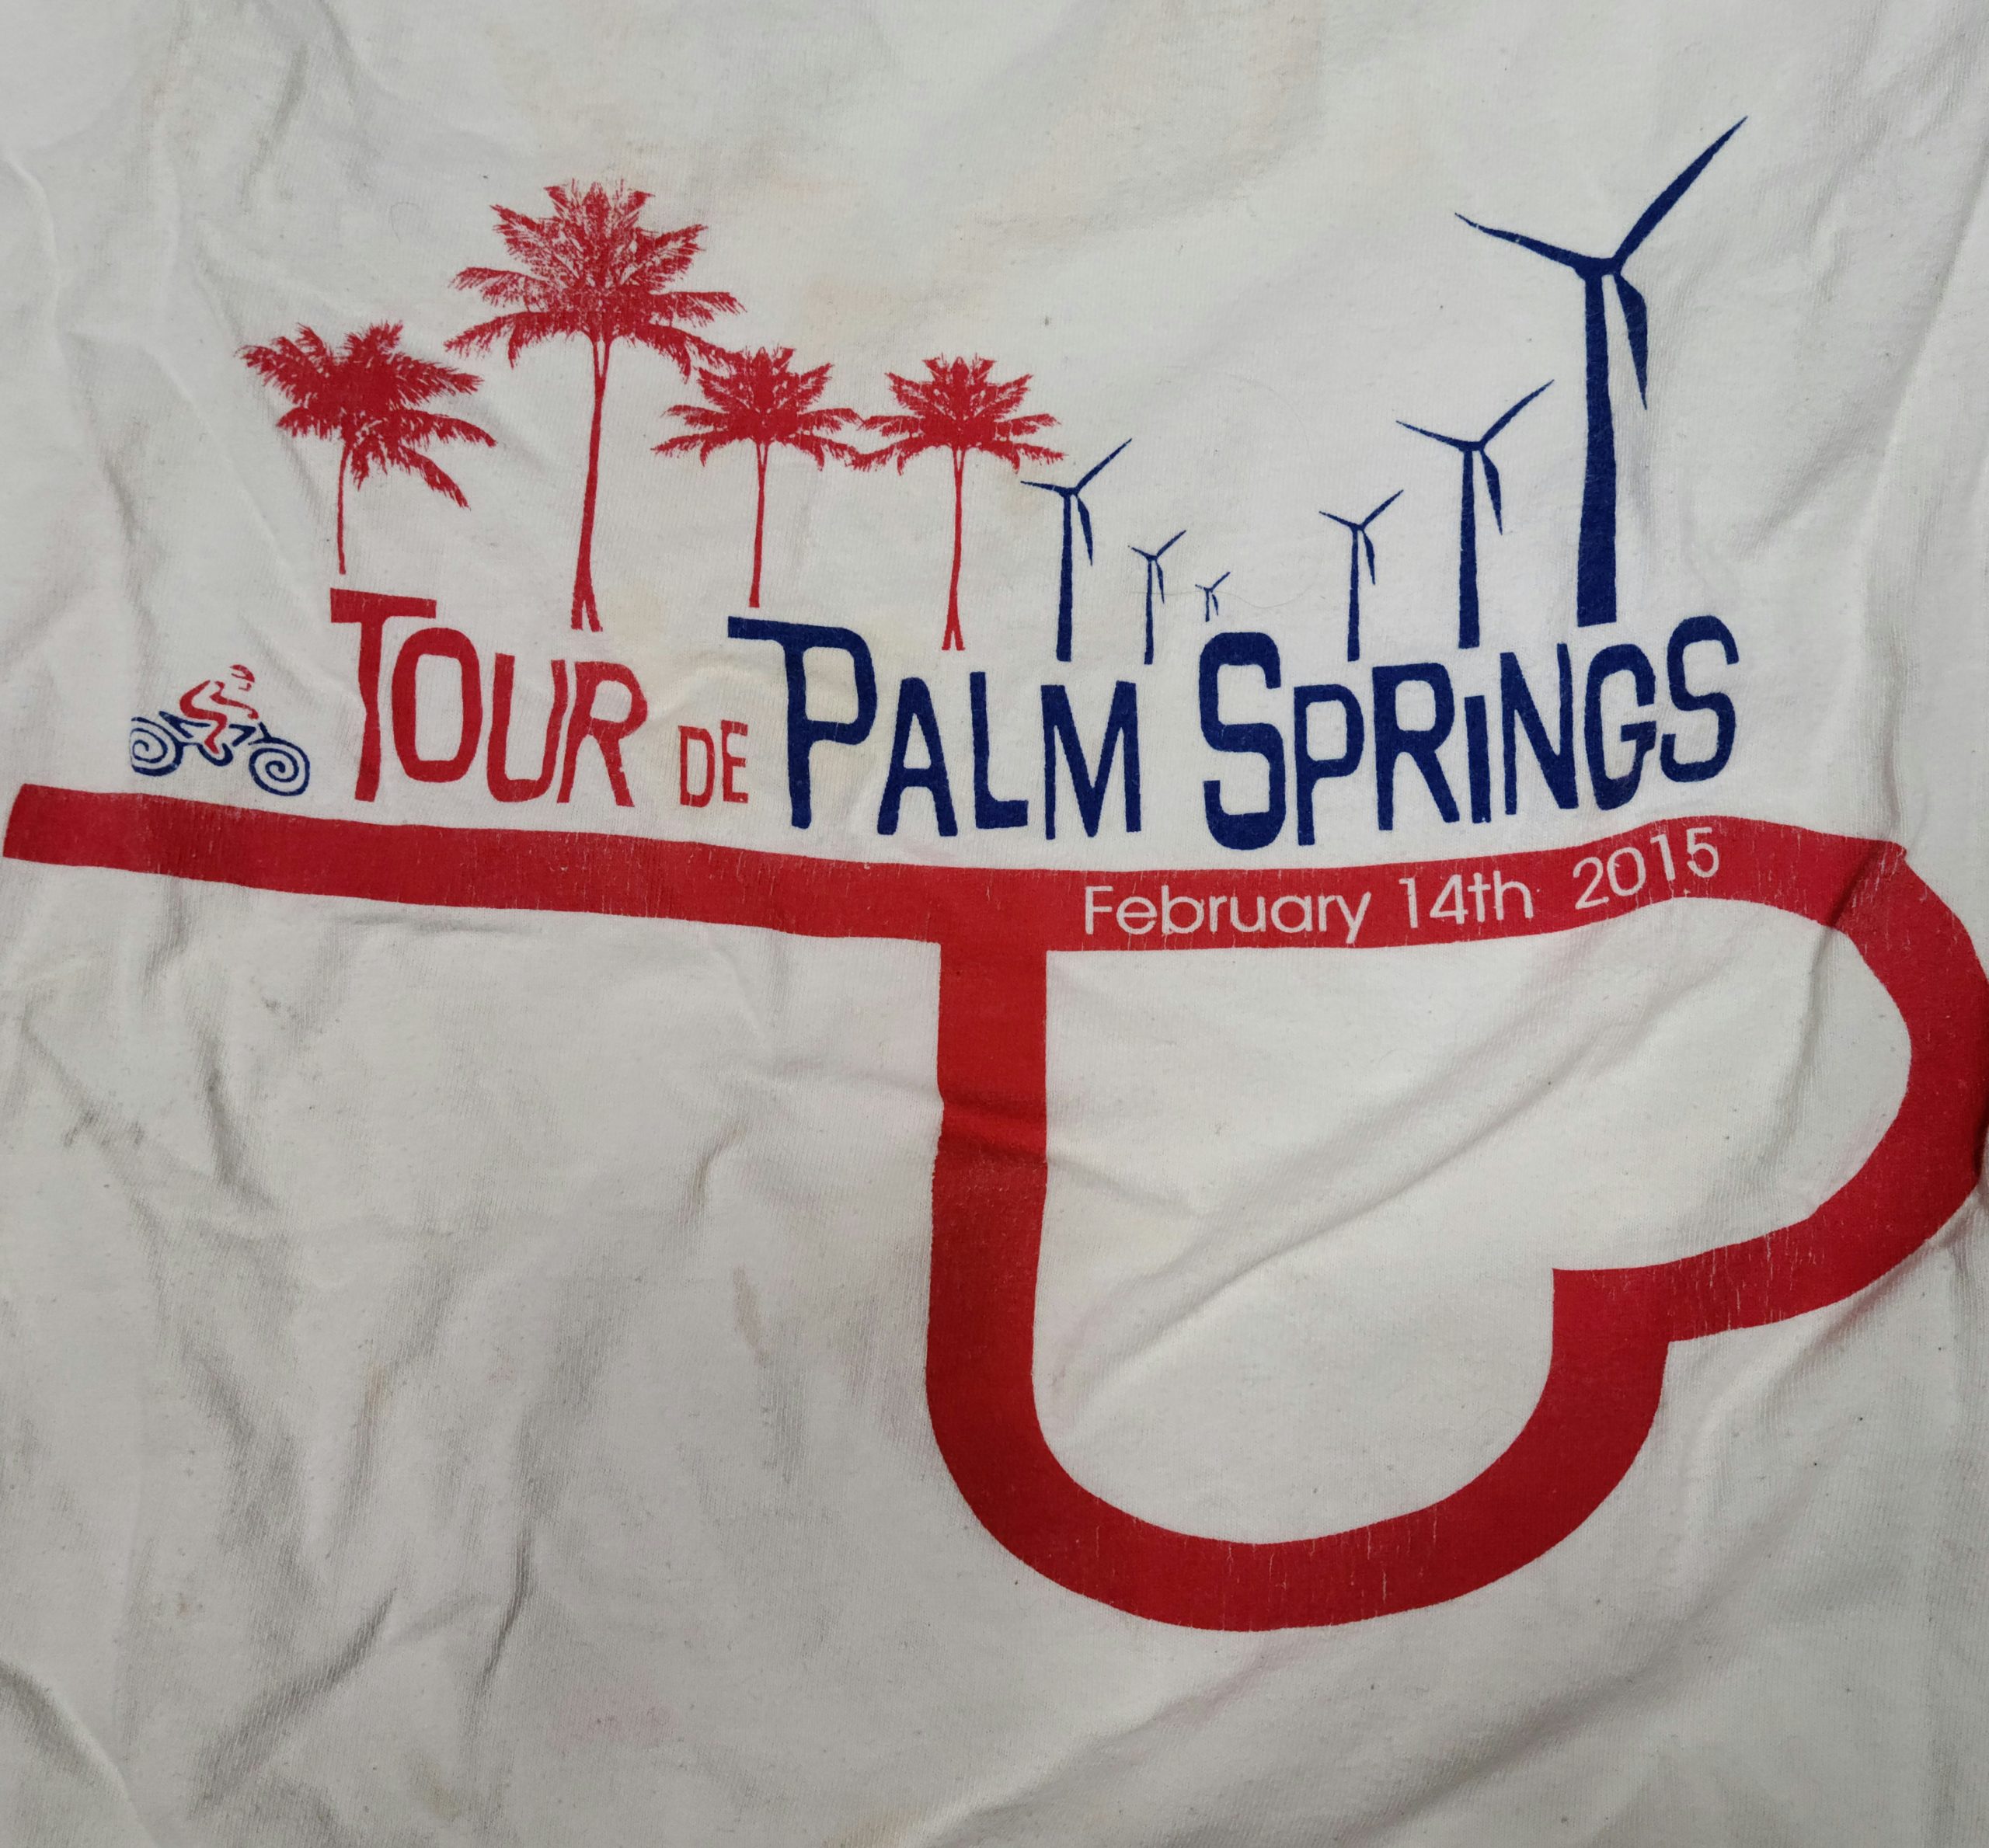 TOUR DE PALM SPRiNGS
February 14th 2015